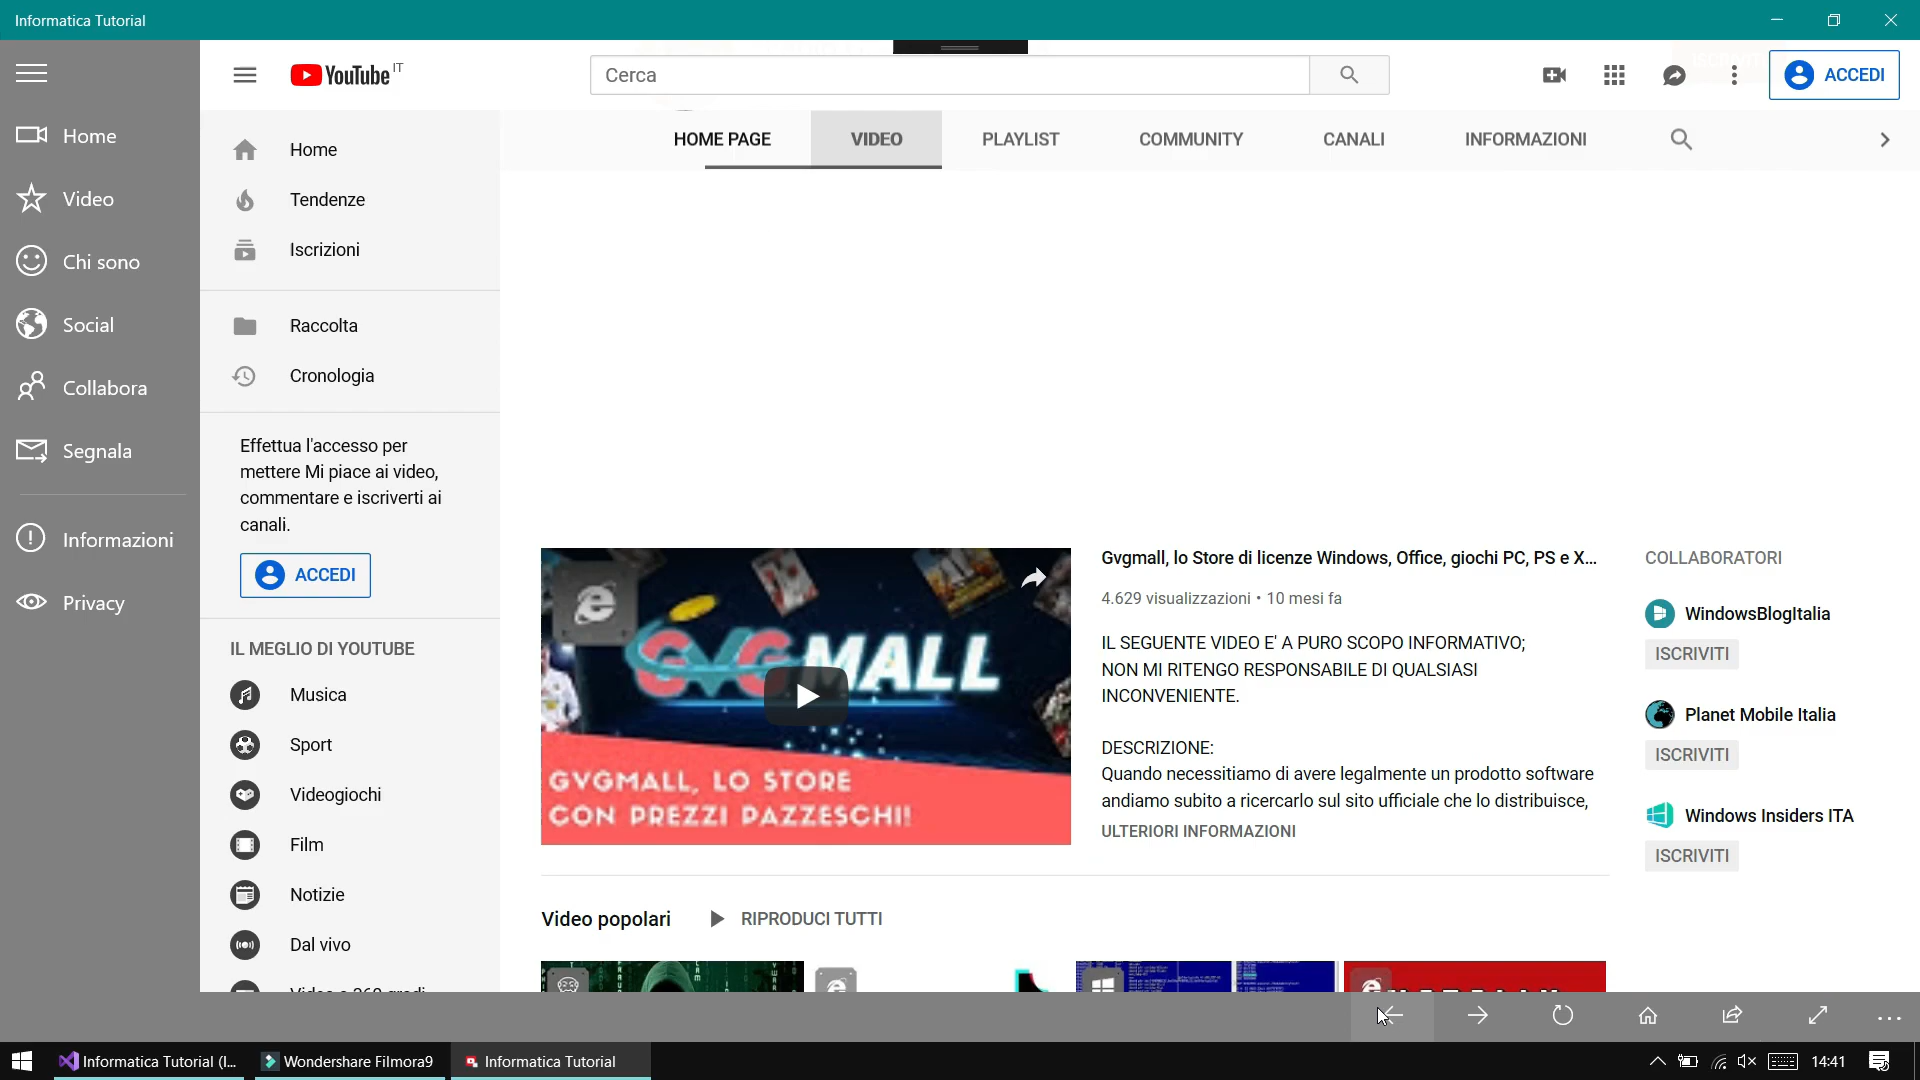 Informatica Tutorial
Home
Video
Chi sono
Social
Collabora
Segnala
Informazioni
Privacy
YouTube IT
Cerca
ACCEDI
Home
Tendenze
Iscrizioni
Raccolta
Cronologia
Effettua l'accesso per
mettere Mi piace ai video,
commentare e iscriverti ai
canali.
ACCEDI
IL MEGLIO DI YOUTUBE
Musica
Sport
Videogiochi
Film
Notizie
Dal vivo
HOME PAGE
VIDEO
PLAYLIST
COMMUNITY
CANALI
INFORMAZIONI
GVGMALL
GVGMALL, LO STORE
CON PREZZI PAZZESCHI!
Gvgmall, lo Store di licenze Windows, Office, giochi PC, PS e X...
4.629 visualizzazioni • 10 mesi fa
IL SEGUENTE VIDEO E' A PURO SCOPO INFORMATIVO;
NON MI RITENGO RESPONSABILE DI QUALSIASI
INCONVENIENTE.
DESCRIZIONE:
Quando necessitiamo di avere legalmente un prodotto software
andiamo subito a ricercarlo sul sito ufficiale che lo distribuisce,
ULTERIORI INFORMAZIONI
COLLABORATORI
WindowsBlogItalia
ISCRIVITI
Planet Mobile Italia
ISCRIVITI
Windows Insiders ITA
ISCRIVITI
Video popolari
RIPRODUCI TUTTI
Informatica Tutorial (I...
Wondershare Filmora9
Informatica Tutorial
14:41